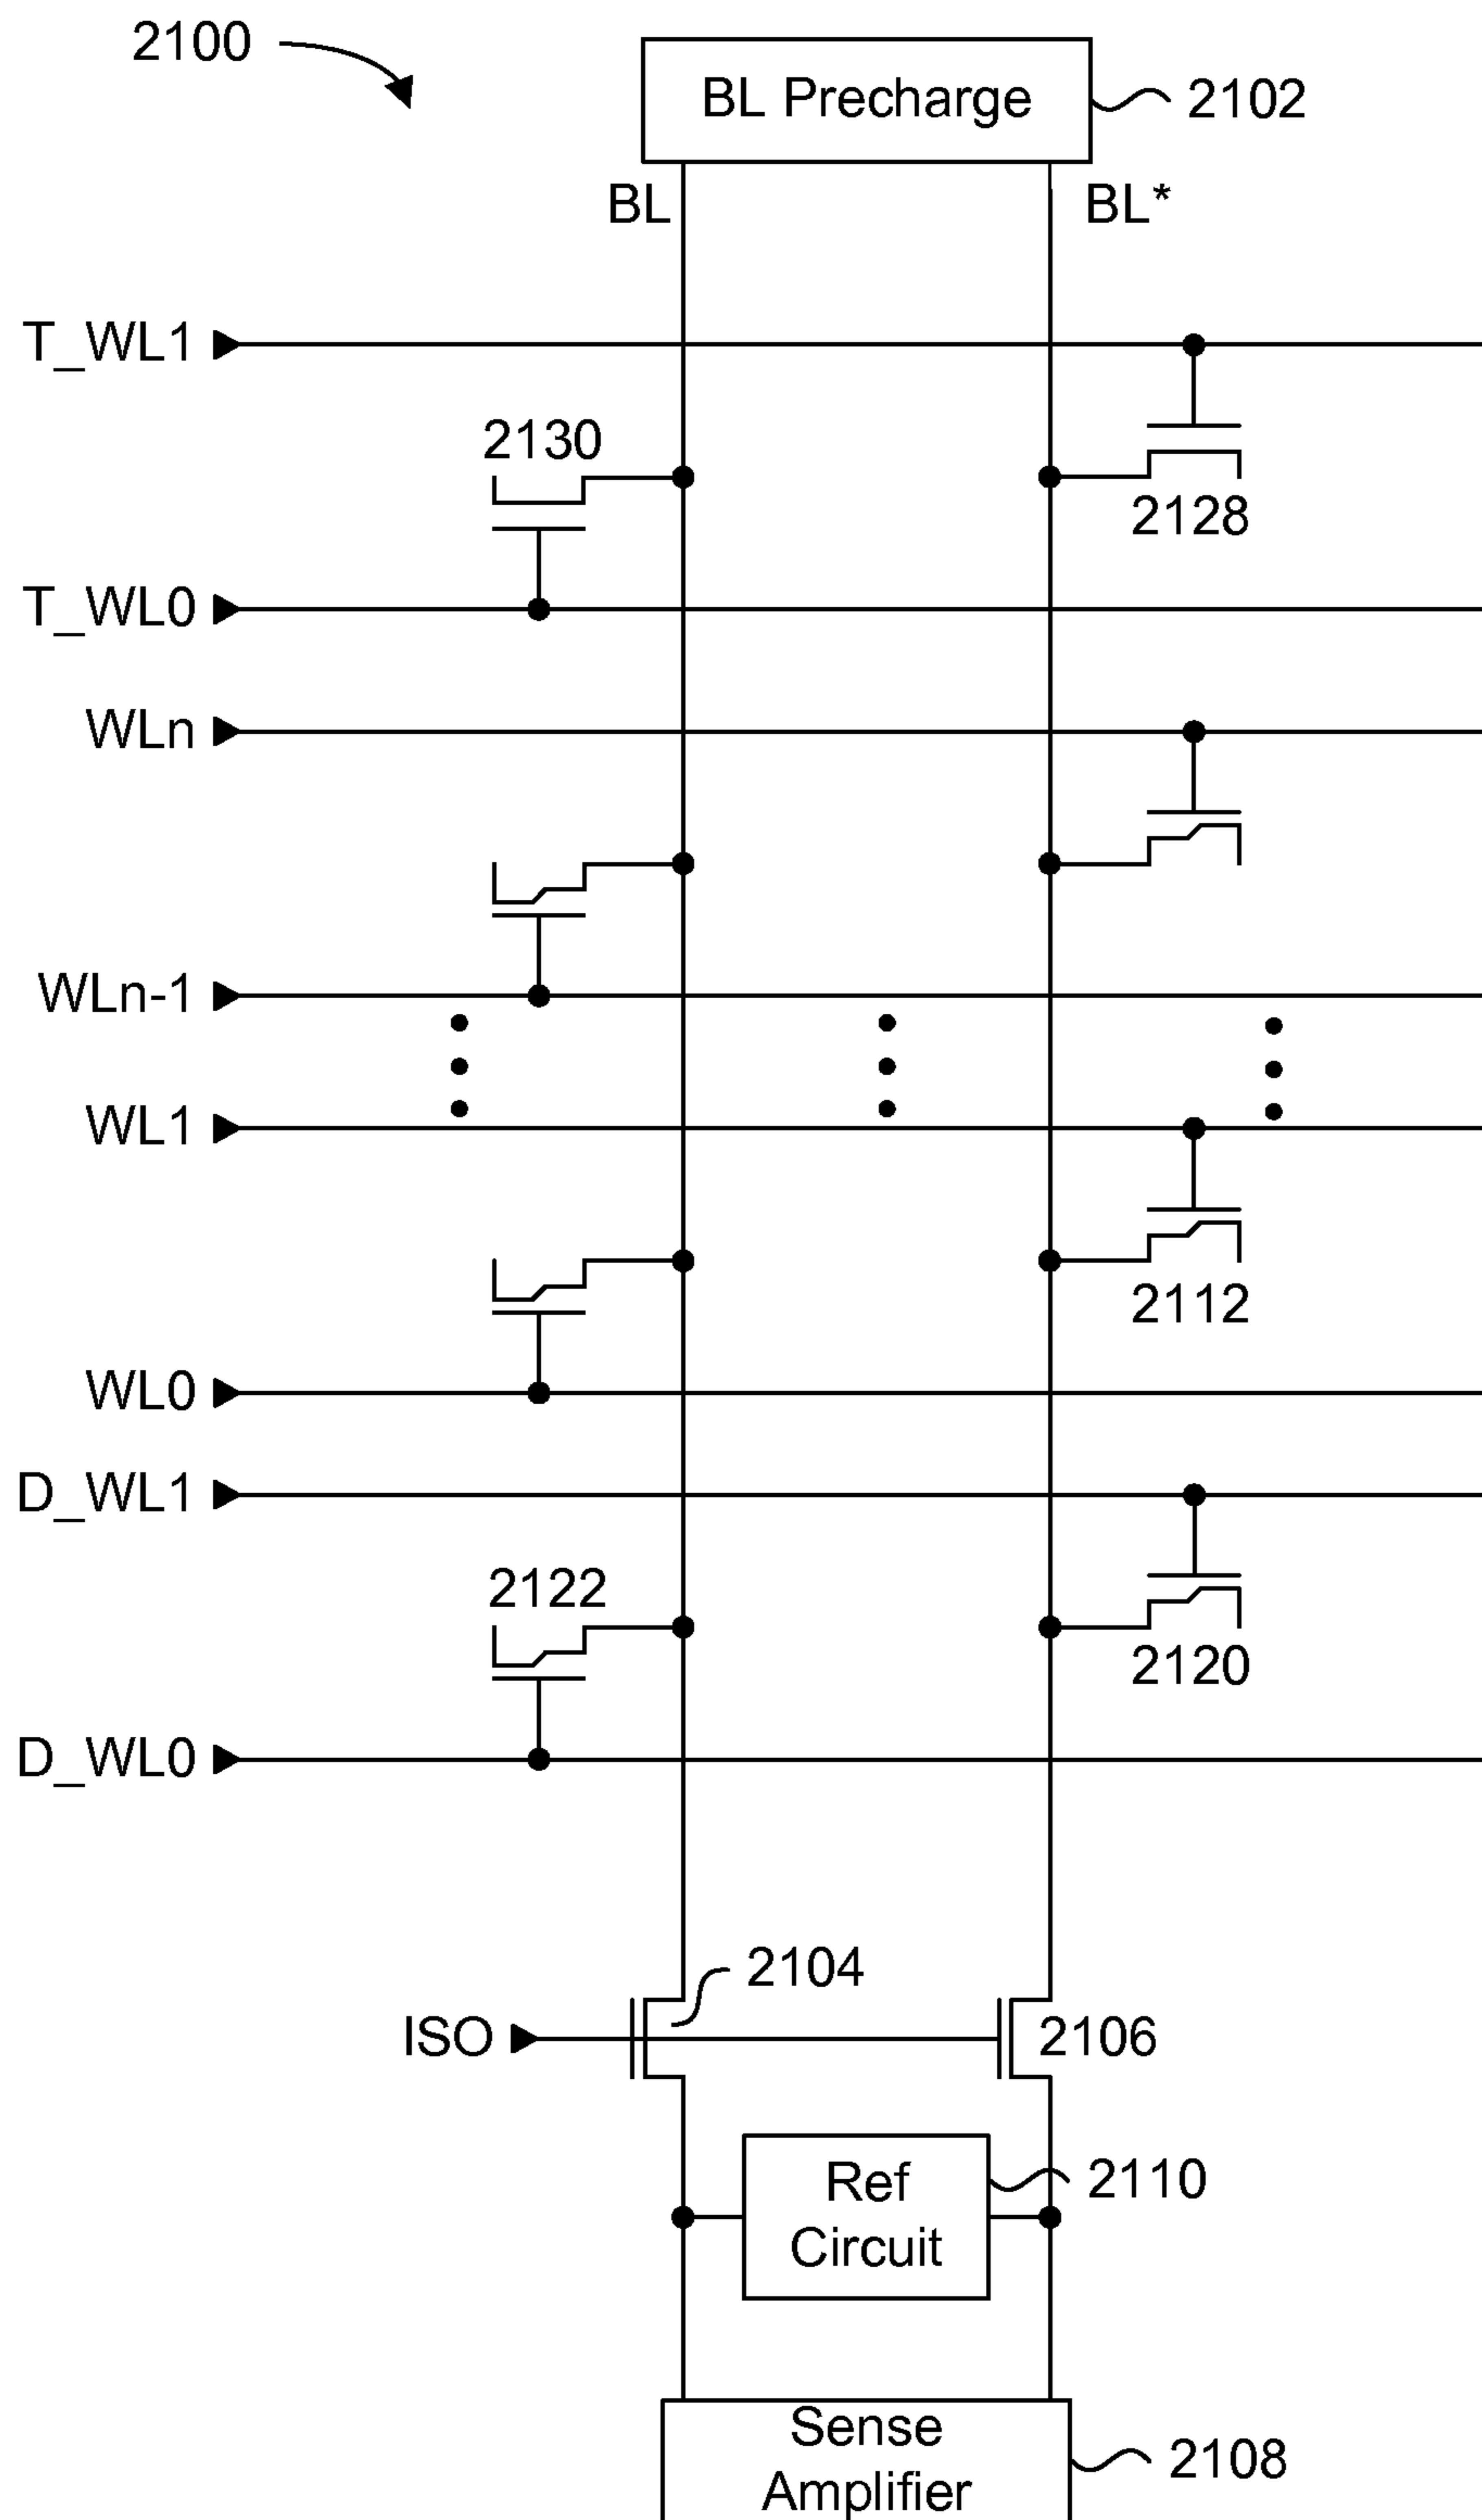 2100
BL Precharge
2102
BL
BL*
T_WL1
2130
2128
T_WL0
WLn
WLn-1
WL1
2112
WL0
D_WL1
2122
2120
D_WL0
2104
ISO
2106
Ref
Circuit
2110
Sense
Amplifier
2108